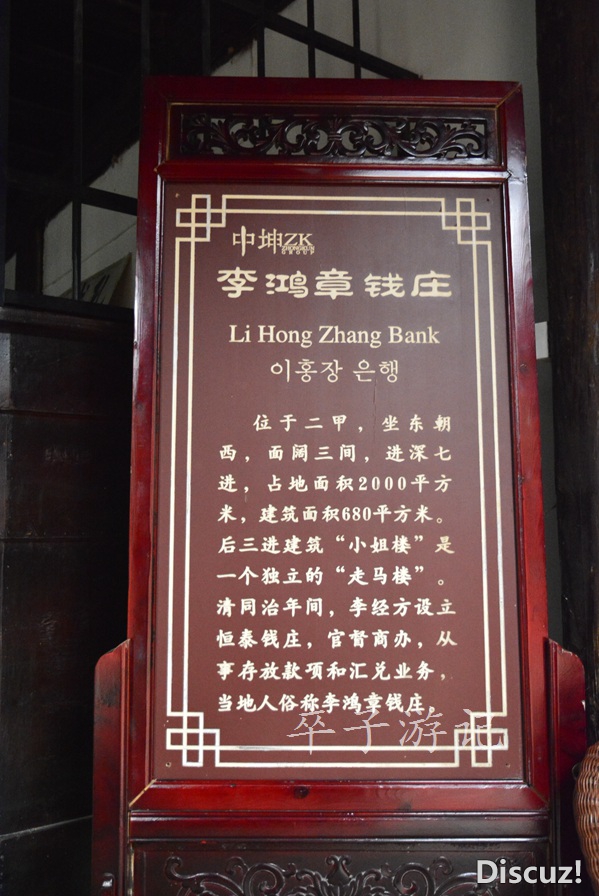 中坤 ZK
ZHONGKUN
GROUP
李鸿章钱庄
Li Hong Zhang Bank
이홍장 은행
位于二甲，坐东朝
西，面阔三间，进深七
进，占地面积2000平方
米，建筑面积680平方米。
后三进建筑“小姐楼”是
一个独立的“走马楼”。
清同治年间，李经方设立
恒泰钱庄，官督商办，从
事存放款项和汇兑业务，
当地人俗称李鸿章钱庄。
卒子游记
Discuz!